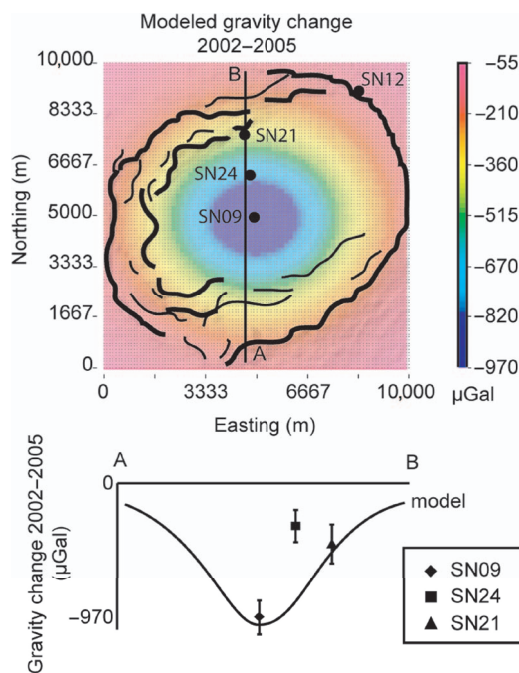 Modeled gravity change
2002–2005
10,000
8333
6667
5000
3333
1667
0
Northing (m)
B
SN12
SN21
SN24
SN09
A
0 3333 6667 10,000
Easting (m)
−55
−210
−360
−515
−670
−820
−970
µGal
A B
0
−970
Gravity change 2002–2005
(µGal)
model
SN09
SN24
SN21